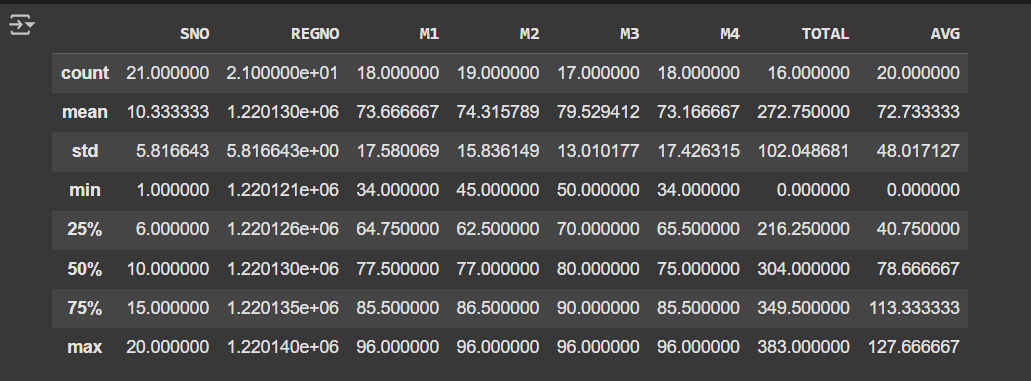 SNO REGNO M1 M2 M3 M4 TOTAL AVG
count 21.000000 2.100000e+01 18.000000 19.000000 17.000000 18.000000 16.000000 20.000000
mean 10.333333 1.220130e+06 73.666667 74.315789 79.529412 73.166667 272.750000 72.733333
std 5.816643 5.816643e+00 17.580069 15.836149 13.010177 17.426315 102.048681 48.017127
min 1.000000 1.220121e+06 34.000000 45.000000 50.000000 34.000000 0.000000 0.000000
25% 6.000000 1.220126e+06 64.750000 62.500000 70.000000 65.500000 216.250000 40.750000
50% 10.000000 1.220130e+06 77.500000 77.000000 80.000000 75.000000 304.000000 78.666667
75% 15.000000 1.220135e+06 85.500000 86.500000 90.000000 85.500000 349.500000 113.333333
max 20.000000 1.220140e+06 96.000000 96.000000 96.000000 96.000000 383.000000 127.666667